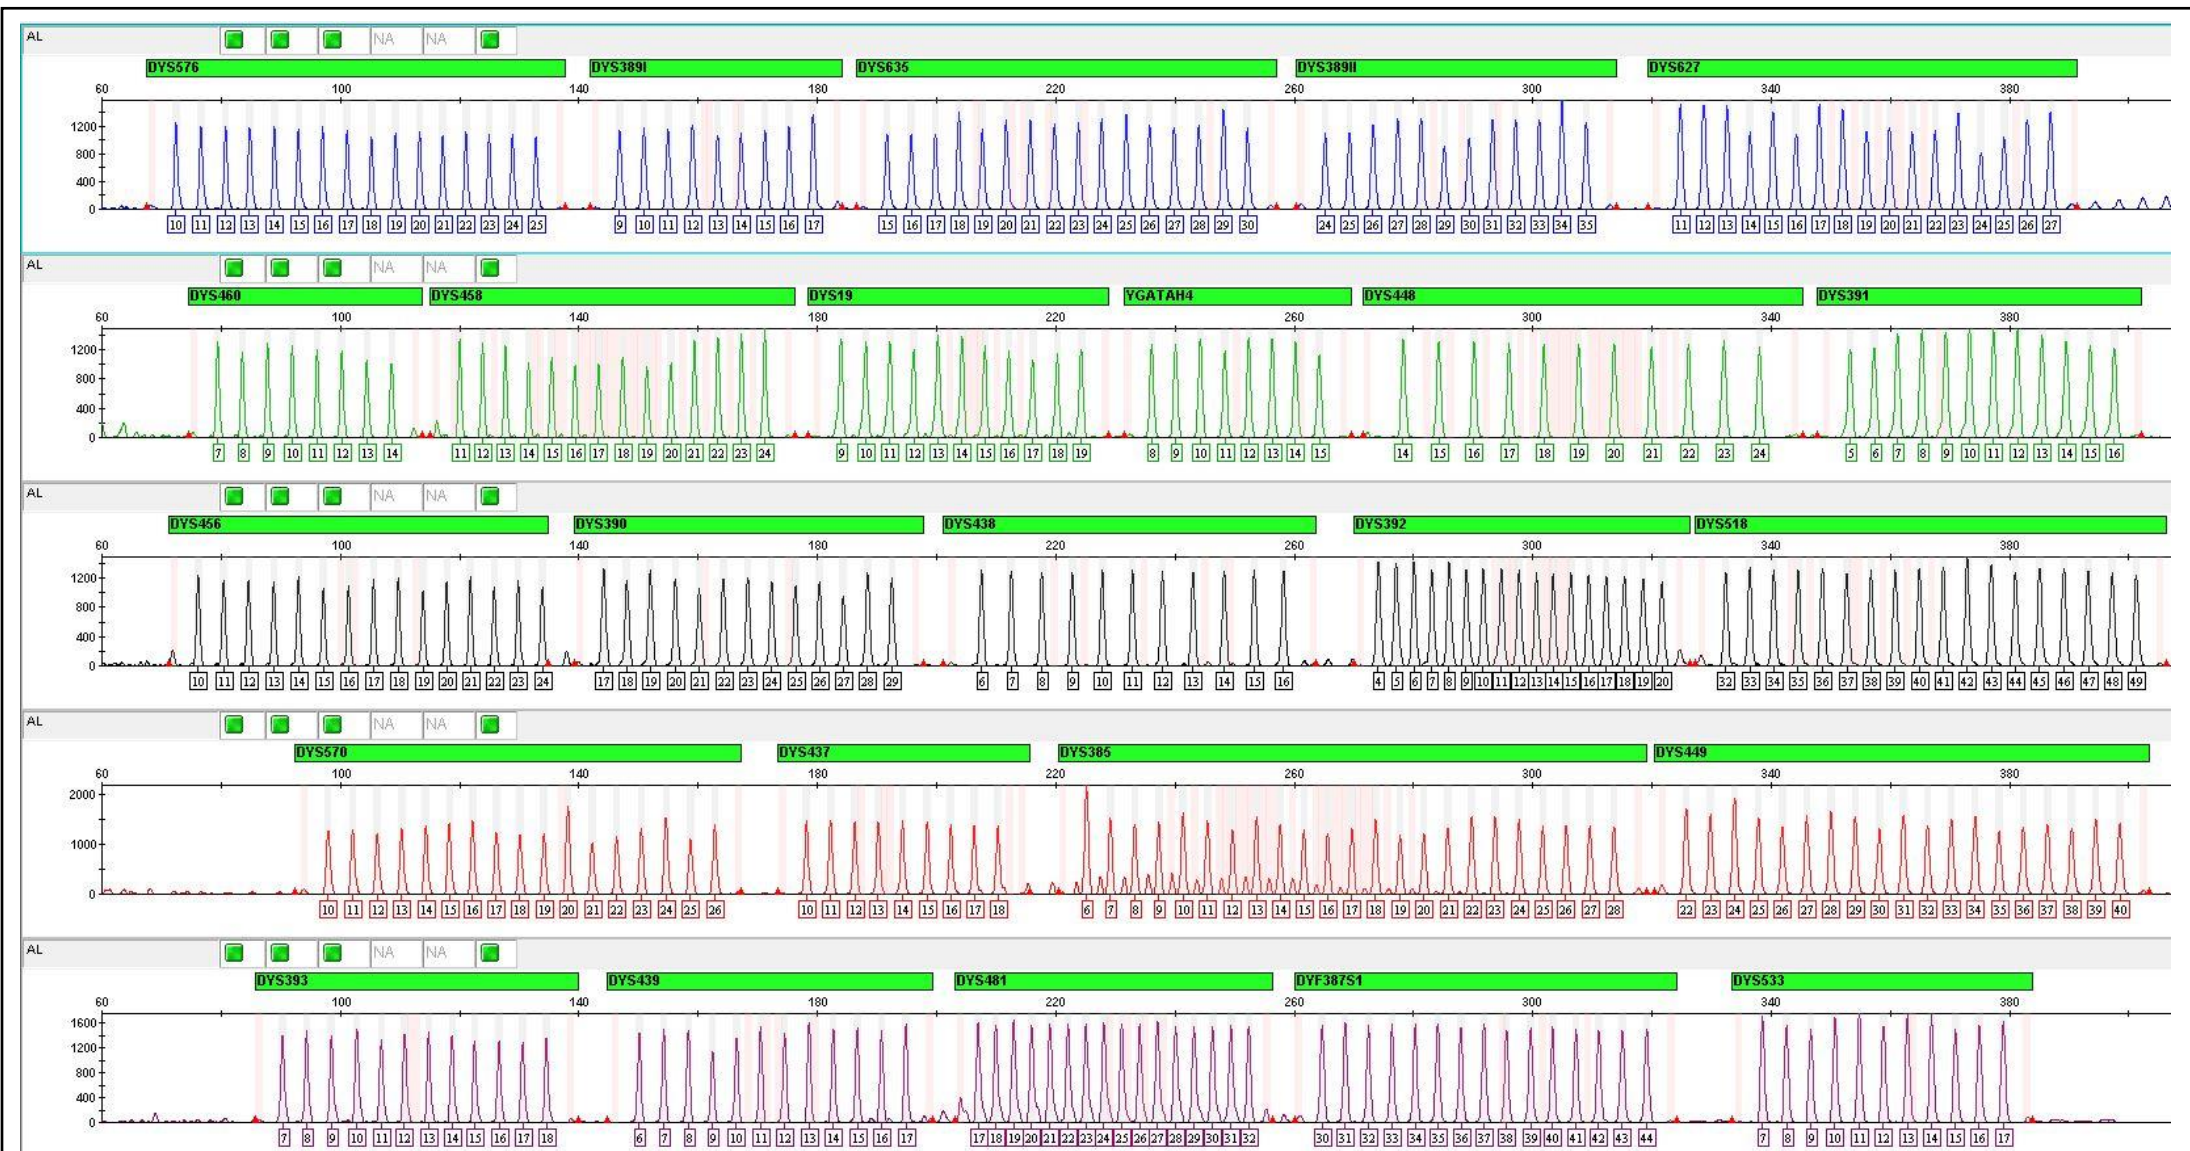 AL NA NA
DYS576 DYS389I DYS635 DYS389II DYS627
60 100 140 180 220 260 300 340 380
1200
800
400
0
10 11 12 13 14 15 16 17 18 19 20 21 22 23 24 25 9 10 11 12 13 14 15 16 17 15 16 17 18 19 20 21 22 23 24 25 26 27 28 29 30 24 25 26 27 28 29 30 31 32 33 34 35 11 12 13 14 15 16 17 18 19 20 21 22 23 24 25 26 27
AL NA NA
DYS460 DYS458 DYS19 YGATAH4 DYS448 DYS391
60 100 140 180 220 260 300 340 380
1200
800
400
0
7 8 9 10 11 12 13 14 11 12 13 14 15 16 17 18 19 20 21 22 23 24 9 10 11 12 13 14 15 16 17 18 19 8 9 10 11 12 13 14 15 14 15 16 17 18 19 20 21 22 23 24 5 6 7 8 9 10 11 12 13 14 15 16
AL NA NA
DYS456 DYS390 DYS438 DYS392 DYS518
60 100 140 180 220 260 300 340 380
1200
800
400
0
10 11 12 13 14 15 16 17 18 19 20 21 22 23 24 17 18 19 20 21 22 23 24 25 26 27 28 29 6 7 8 9 10 11 12 13 14 15 16 4 5 6 7 8 9 10 11 12 13 14 15 16 17 18 19 20 32 33 34 35 36 37 38 39 40 41 42 43 44 45 46 47 48 49
AL NA NA
DYS570 DYS437 DYS385 DYS449
60 100 140 180 220 260 300 340 380
2000
1000
0
10 11 12 13 14 15 16 17 18 19 20 21 22 23 24 25 26 10 11 12 13 14 15 16 17 18 6 7 8 9 10 11 12 13 14 15 16 17 18 19 20 21 22 23 24 25 26 27 28 22 23 24 25 26 27 28 29 30 31 32 33 34 35 36 37 38 39 40
AL NA NA
DYS393 DYS439 DYS481 DYF387S1 DYS533
60 100 140 180 220 260 300 340 380
1600
1200
800
400
0
7 8 9 10 11 12 13 14 15 16 17 18 6 7 8 9 10 11 12 13 14 15 16 17 17 18 19 20 21 22 23 24 25 26 27 28 29 30 31 32 30 31 32 33 34 35 36 37 38 39 40 41 42 43 44 7 8 9 10 11 12 13 14 15 16 17